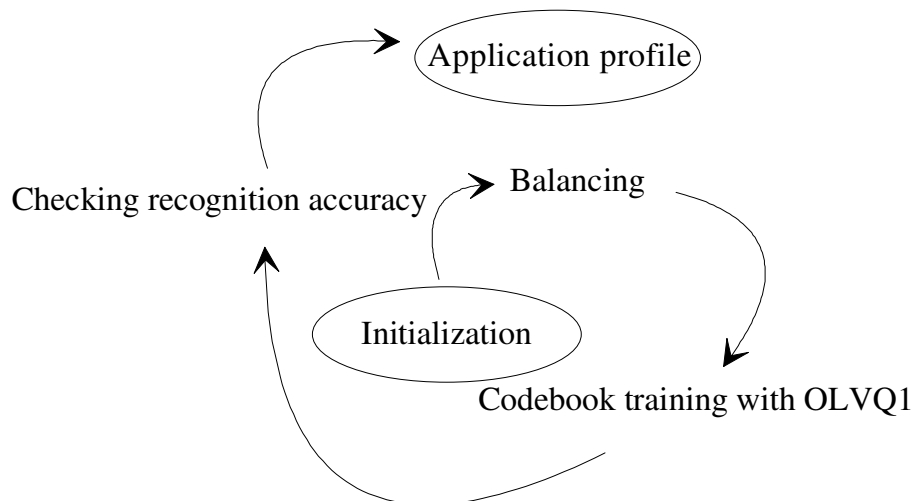 Application profile
Balancing
Checking recognition accuracy
Initialization
Codebook training with OLVQ1